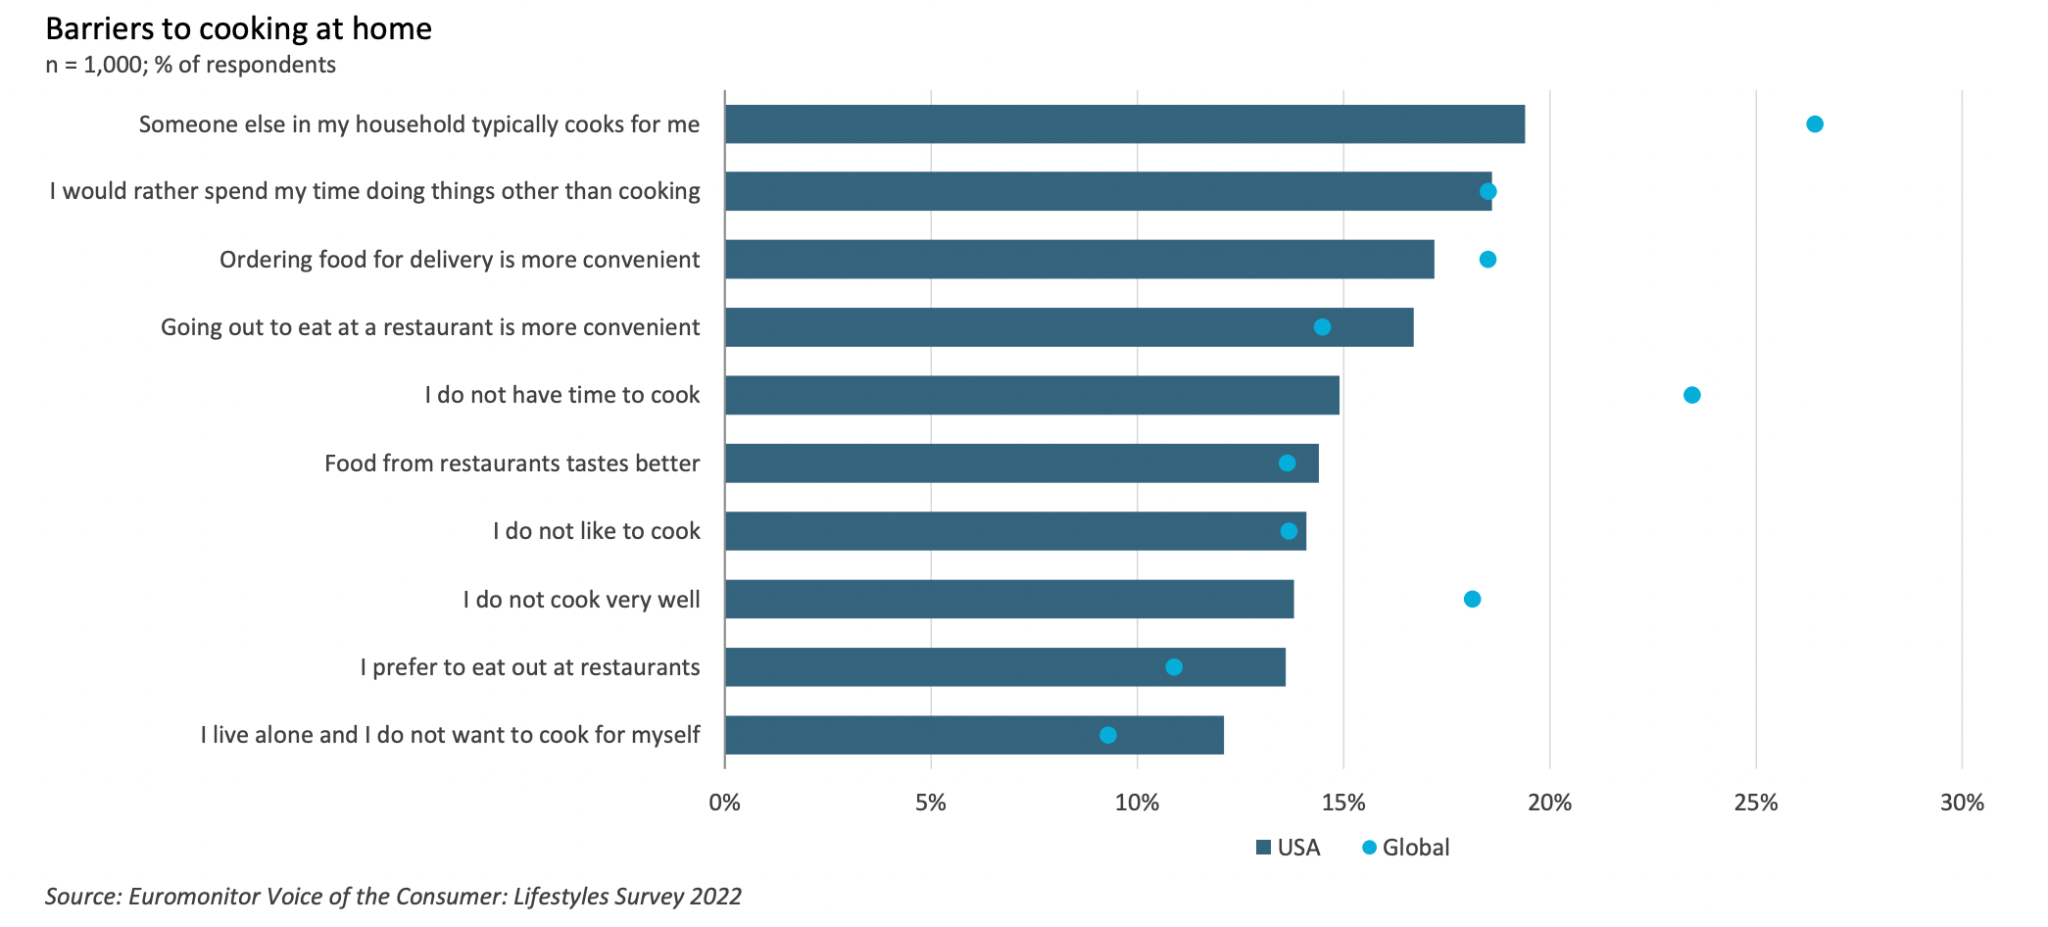 Barriers to cooking at home
n = 1,000; % of respondents
Someone else in my household typically cooks for me
I would rather spend my time doing things other than cooking
Ordering food for delivery is more convenient
Going out to eat at a restaurant is more convenient
I do not have time to cook
Food from restaurants tastes better
I do not like to cook
I do not cook very well
I prefer to eat out at restaurants
I live alone and I do not want to cook for myself
0% 5% 10% 15% 20% 25% 30%
USA Global
Source: Euromonitor Voice of the Consumer: Lifestyles Survey 2022